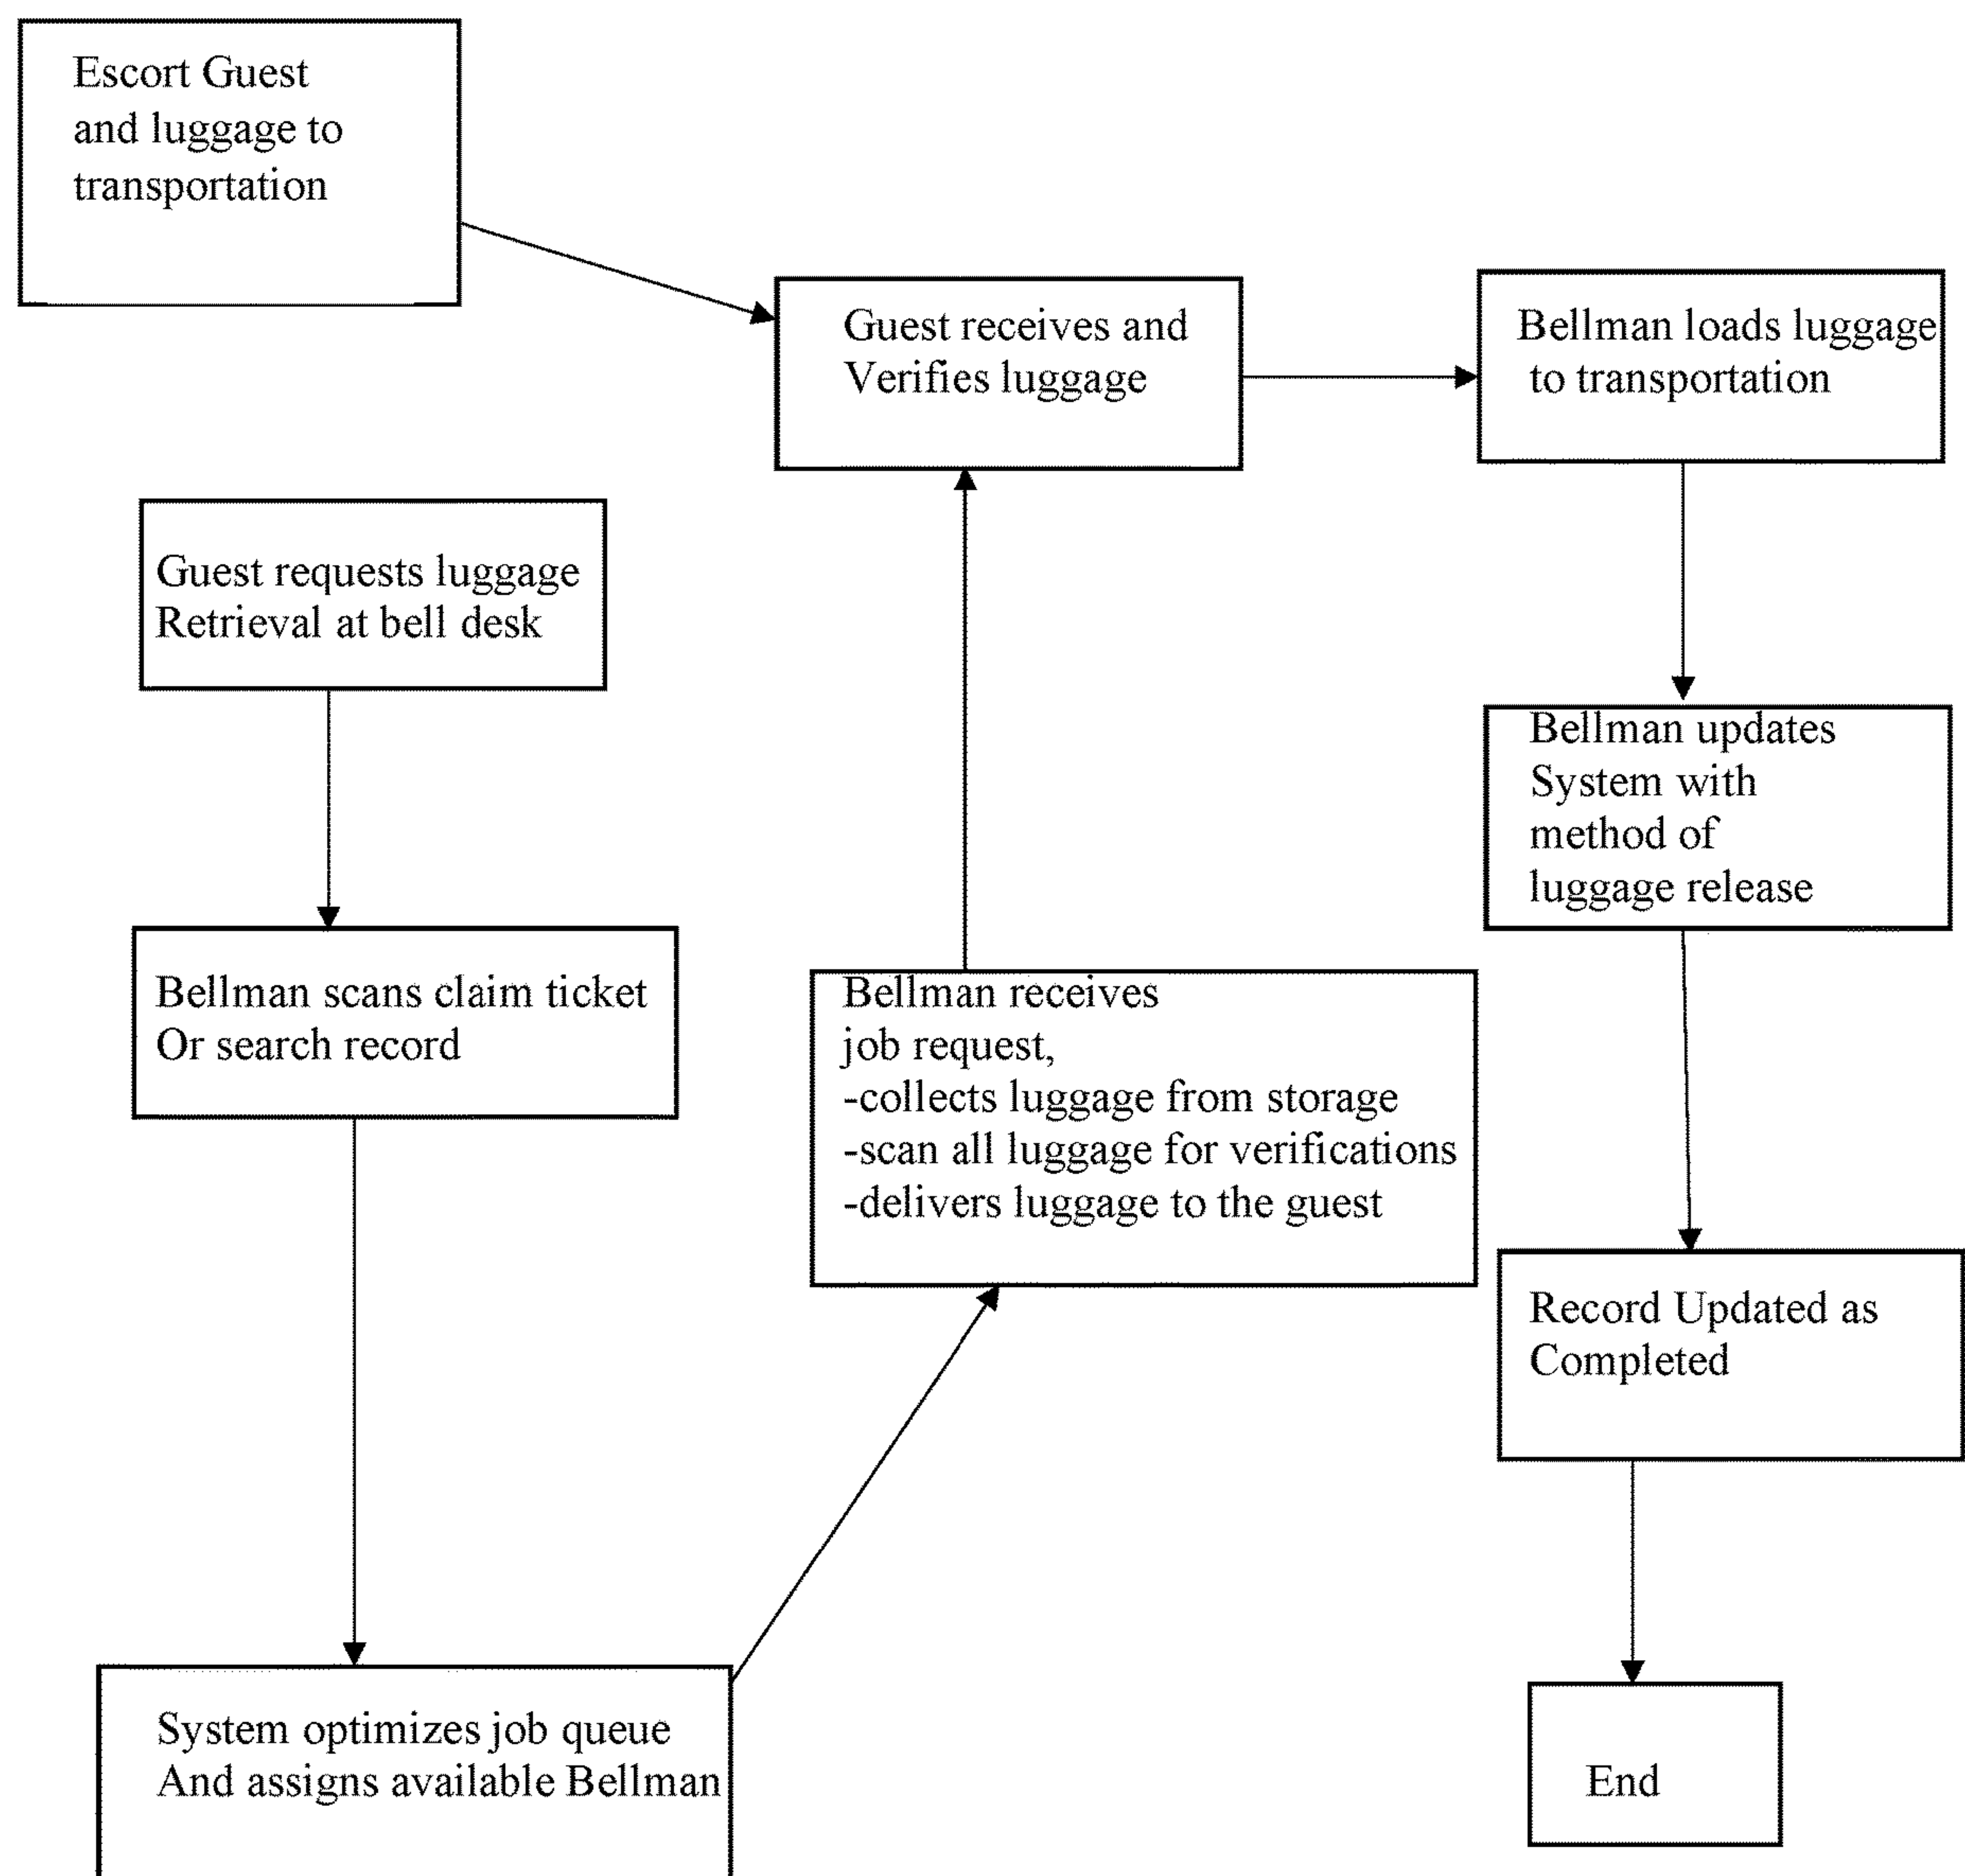 Escort Guest
and luggage to
transportation
Guest receives and
Verifies luggage
Bellman loads luggage
to transportation
Guest requests luggage
Retrieval at bell desk
Bellman updates
System with
method of
luggage release
Bellman scans claim ticket
Or search record
Bellman receives
job request,
-collects luggage from storage
-scan all luggage for verifications
-delivers luggage to the guest
Record Updated as
Completed
System optimizes job queue
And assigns available Bellman
End